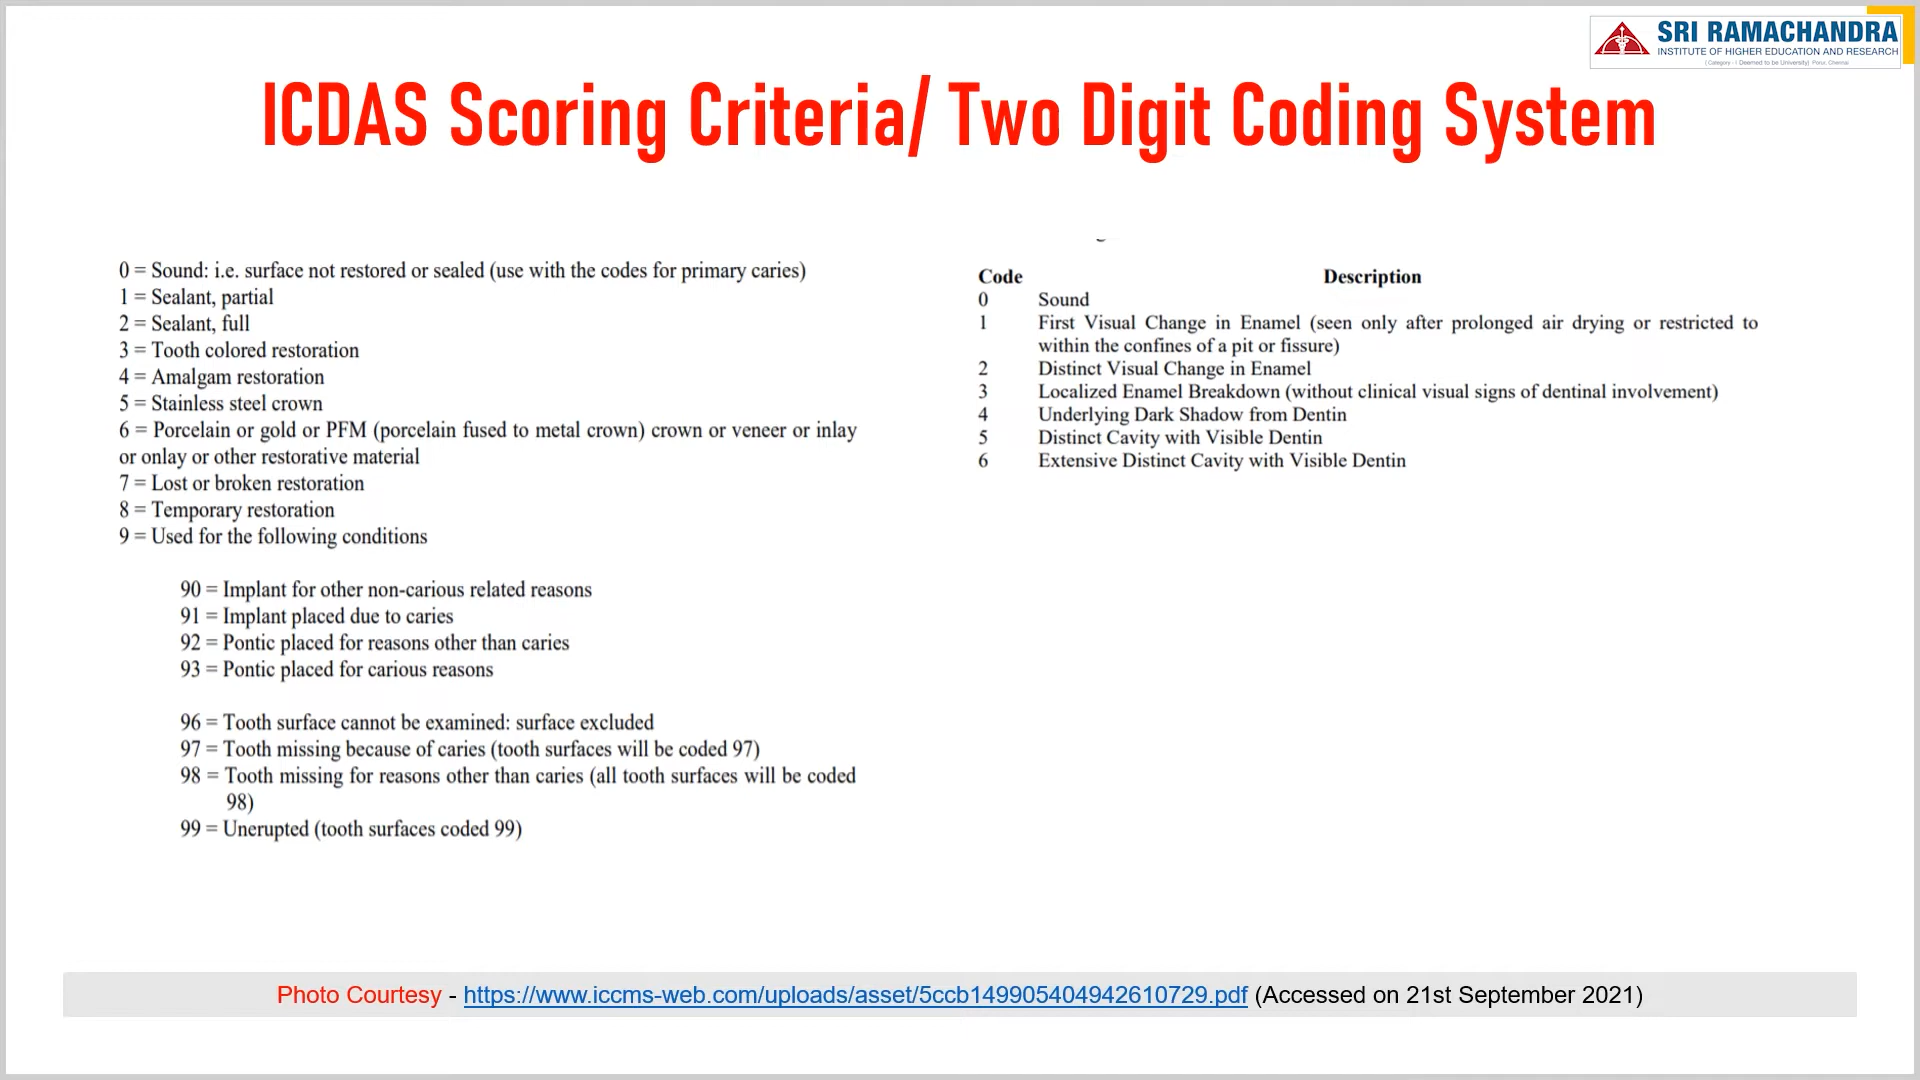 SRI RAMACHANDRA
INSTITUTE OF HIGHER EDUCATION AND RESEARCH
(Category - I Deemed to be University) Porur, Chennai
ICDAS Scoring Criteria/ Two Digit Coding System
0 = Sound: i.e. surface not restored or sealed (use with the codes for primary caries)
1 = Sealant, partial
2 = Sealant, full
3 = Tooth colored restoration
4 = Amalgam restoration
5 = Stainless steel crown
6 = Porcelain or gold or PFM (porcelain fused to metal crown) crown or veneer or inlay
or onlay or other restorative material
7 = Lost or broken restoration
8 = Temporary restoration
9 = Used for the following conditions
90 = Implant for other non-carious related reasons
91 = Implant placed due to caries
92 = Pontic placed for reasons other than caries
93 = Pontic placed for carious reasons
96 = Tooth surface cannot be examined: surface excluded
97 = Tooth missing because of caries (tooth surfaces will be coded 97)
98 = Tooth missing for reasons other than caries (all tooth surfaces will be coded
98)
99 = Unerupted (tooth surfaces coded 99)
Code Description
0 Sound
1 First Visual Change in Enamel (seen only after prolonged air drying or restricted to
within the confines of a pit or fissure)
2 Distinct Visual Change in Enamel
3 Localized Enamel Breakdown (without clinical visual signs of dentinal involvement)
4 Underlying Dark Shadow from Dentin
5 Distinct Cavity with Visible Dentin
6 Extensive Distinct Cavity with Visible Dentin
Photo Courtesy - https://www.iccms-web.com/uploads/asset/5ccb149905404942610729.pdf (Accessed on 21st September 2021)